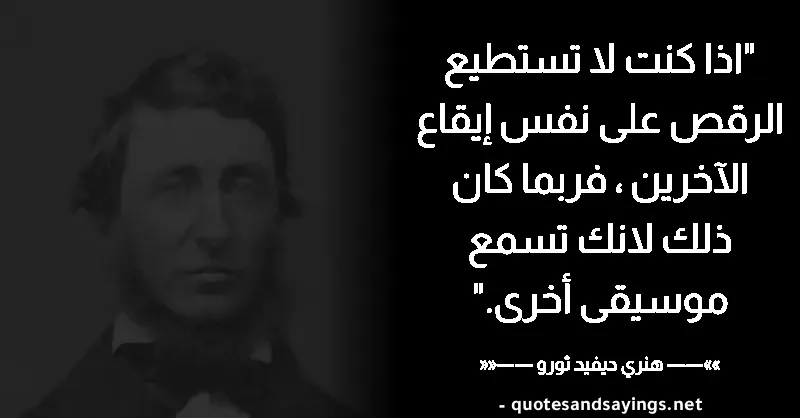 "اذا كنت لا تستطيع
الرقص على نفس إيقاع
الآخرين ، فربما كان
ذلك لانك تسمع
موسيقى أخرى."
»»—— هنري ديفيد ثورو ——««
- quotesandsayings.net